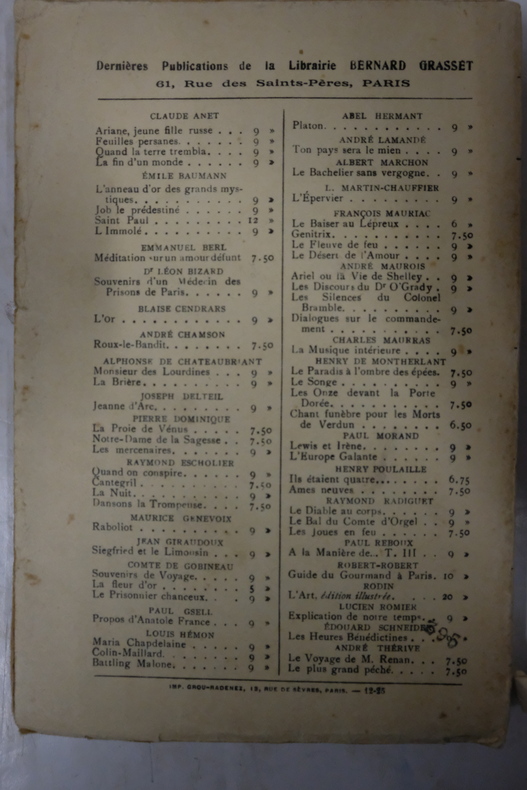 Dernières Publications de la Librairie BERNARD GRASSET
61, Rue des Saints-Pères, PARIS
CLAUDE ANET
Ariane, jeune fille russe . . . 9 »
Feuilles persanes. . . . . . . . 9 »
Quand la terre trembla. . . . . 9 »
La fin d'un monde . . . . . . . 9 »
ÉMILE BAUMANN
L'anneau d'or des grands mys-
tiques. . . . . . . . . . . . 9 »
Job le prédestiné . . . . . . . 9 »
Saint Paul . . . . . . . . . . 12 »
L Immolé. . . . . . . . . . . . 9 »
EMMANUEL BERL
Méditation sur un amour défunt 7.50
Dr LÉON BIZARD
Souvenirs d'un Médecin des
Prisons de Paris. . . . . . . 9 »
BLAISE CENDRARS
L'Or . . . . . . . . . . . . . 9 »
ANDRÉ CHAMSON
Roux-le-Bandit. . . . . . . . . 7.50
ALPHONSE DE CHATEAUBRIANT
Monsieur des Lourdines . . . . 9 »
La Brière. . . . . . . . . . . 9 »
JOSEPH DELTEIL
Jeanne d'Arc. . . . . . . . . . 9 »
PIERRE DOMINIQUE
La Proie de Vénus . . . . . . . 7.50
Notre-Dame de la Sagesse . . . 7.50
Les mercenaires. . . . . . . . 9 »
RAYMOND ESCHOLIER
Quand on conspire. . . . . . . 9 »
Cantegril . . . . . . . . . . . 7.50
La Nuit. . . . . . . . . . . . 9 »
Dansons la Trompeuse. . . . . . 7.50
MAURICE GENEVOIX
Raboliot . . . . . . . . . . . 9 »
JEAN GIRAUDOUX
Siegfried et le Limousin . . . 9 »
COMTE DE GOBINEAU
Souvenirs de Voyage. . . . . . 9 »
La fleur d'or . . . . . . . . . 5 »
Le Prisonnier chanceux. . . . . 9 »
PAUL GSELL
Propos d'Anatole France . . . . 9 »
LOUIS HÉMON
Maria Chapdelaine . . . . . . . 9 »
Colin-Maillard. . . . . . . . . 9 »
Battling Malone. . . . . . . . 9 »
ABEL HERMANT
Platon. . . . . . . . . . . . . 9 »
ANDRÉ LAMANDÉ
Ton pays sera le mien . . . . . 9 »
ALBERT MARCHON
Le Bachelier sans vergogne. . . 9 »
L. MARTIN-CHAUFFIER
L'Épervier . . . . . . . . . . 9 »
FRANÇOIS MAURIAC
Le Baiser au Lépreux . . . . . 6 »
Genitrix. . . . . . . . . . . . 7.50
Le Fleuve de feu . . . . . . . 9 »
Le Désert de l'Amour . . . . . 9 »
ANDRÉ MAUROIS
Ariel ou la Vie de Shelley . . 9 »
Les Discours du Dr O'Grady . 9 »
Les Silences du Colonel
Bramble. . . . . . . . . . . 9 »
Dialogues sur le commande-
ment . . . . . . . . . . . . 7.50
CHARLES MAURRAS
La Musique intérieure . . . . . 9 »
HENRY DE MONTHERLANT
Le Paradis à l'ombre des épées. 7.50
Le Songe . . . . . . . . . . . 9 »
Les Onze devant la Porte
Dorée. . . . . . . . . . . . 7.50
Chant funèbre pour les Morts
de Verdun . . . . . . . . . . 6.50
PAUL MORAND
Lewis et Irène. . . . . . . . . 9 »
L'Europe Galante . . . . . . . 9 »
HENRY POULAILLE
Ils étaient quatre... . . . . . 6.75
Ames neuves . . . . . . . . . . 7.50
RAYMOND RADIGUET
Le Diable au corps. . . . . . . 9 »
Le Bal du Comte d'Orgel . . . 9 »
Les Joues en feu . . . . . . . 7.50
PAUL REBOUX
A la Manière de... T. III . . . 9 »
ROBERT-ROBERT
Guide du Gourmand à Paris. 10 »
RODIN
L'Art, édition illustrée. . . . 20 »
LUCIEN ROMIER
Explication de notre temps. . . 9 »
ÉDOUARD SCHNEIDER
Les Heures Bénédictines . . .
ANDRÉ THÉRIVE
Le Voyage de M. Renan. . . . 7.50
Le plus grand péché. . . . . . 7.50
IMP. GROU-RADENEZ, 13, RUE DE SÈVRES, PARIS. — 12-25